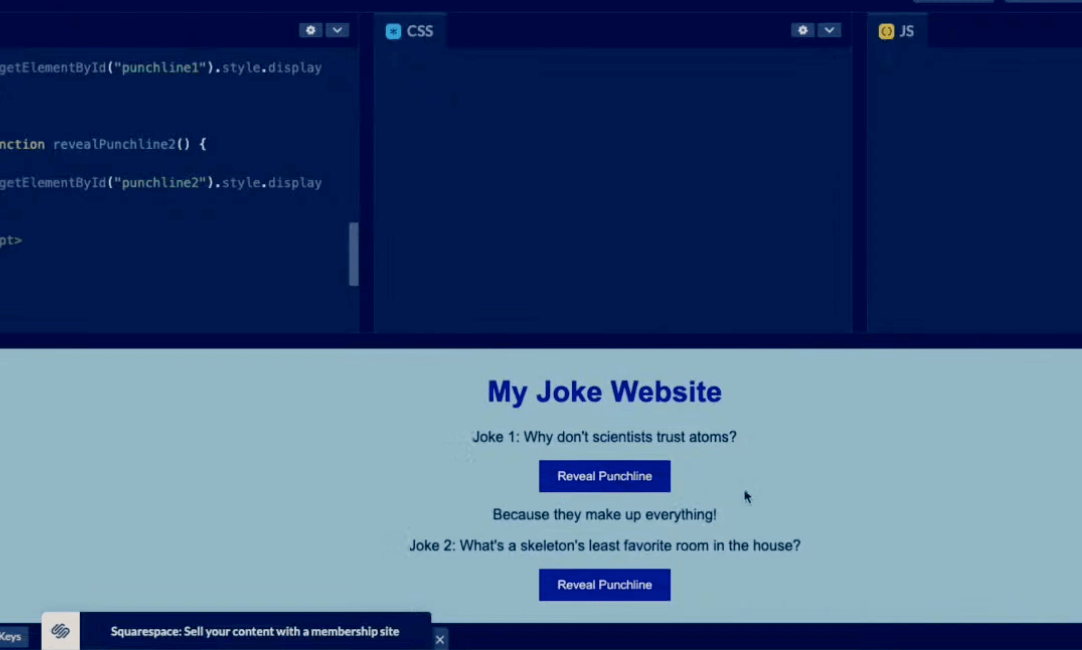 CSS
JS
getElementById("punchline1").style.display
nction revealPunchline2() {
getElementById("punchline2").style.display
pt>
My Joke Website
Joke 1: Why don't scientists trust atoms?
Reveal Punchline
Because they make up everything!
Joke 2: What's a skeleton's least favorite room in the house?
Reveal Punchline
Keys
Squarespace: Sell your content with a membership site